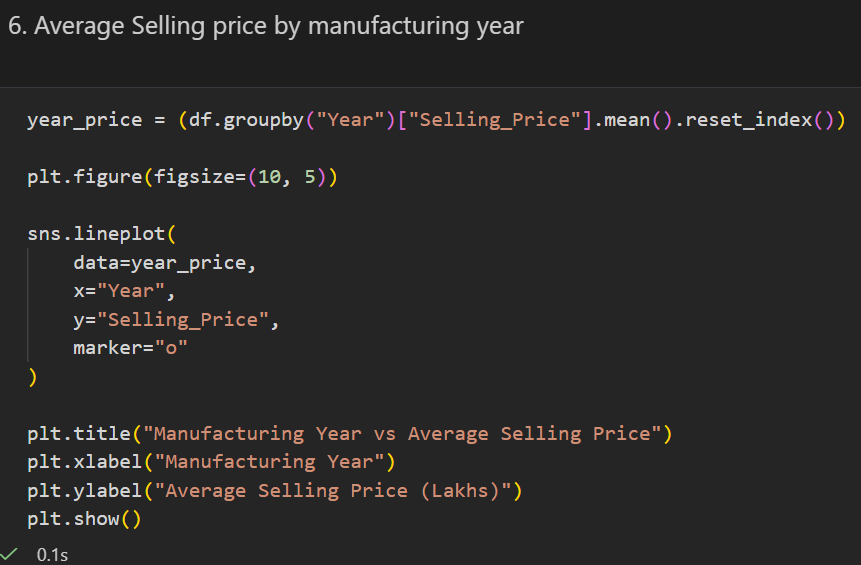 6. Average Selling price by manufacturing year
year_price = (df.groupby("Year")["Selling_Price"].mean().reset_index())
plt.figure(figsize=(10, 5))
sns.lineplot(
    data=year_price,
    x="Year",
    y="Selling_Price",
    marker="o"
)
plt.title("Manufacturing Year vs Average Selling Price")
plt.xlabel("Manufacturing Year")
plt.ylabel("Average Selling Price (Lakhs)")
plt.show()
0.1s